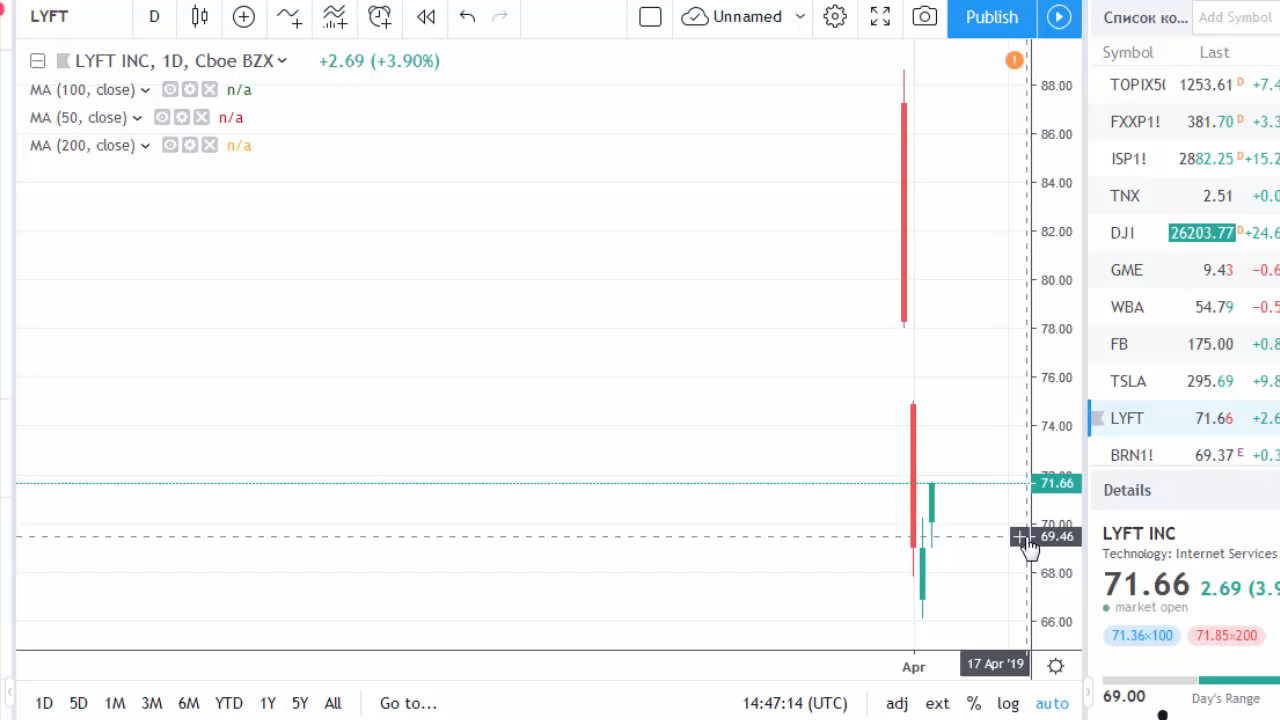 LYFT D Unnamed Publish
LYFT INC, 1D, Cboe BZX +2.69 (+3.90%)
MA (100, close) n/a
MA (50, close) n/a
MA (200, close) n/a
88.00
86.00
84.00
82.00
80.00
78.00
76.00
74.00
71.66
70.00
69.46
68.00
66.00
Apr 17 Apr '19
1D 5D 1M 3M 6M YTD 1Y 5Y All Go to... 14:47:14 (UTC) adj ext % log auto
Список ко... Add Symbol
Symbol Last
TOPIX50 1253.61 D +7.4
FXXP1! 381.70 D +3.3
ISP1! 2882.25 D +15.2
TNX 2.51 +0.0
DJI 26203.77 D +24.6
GME 9.43 −0.6
WBA 54.79 −0.5
FB 175.00 +0.8
TSLA 295.69 +9.8
LYFT 71.66 +2.6
BRN1! 69.37 E +0.3
Details
LYFT INC
Technology: Internet Services
71.66 2.69 (3.9
market open
71.36×100 71.85×200
69.00 Day's Range